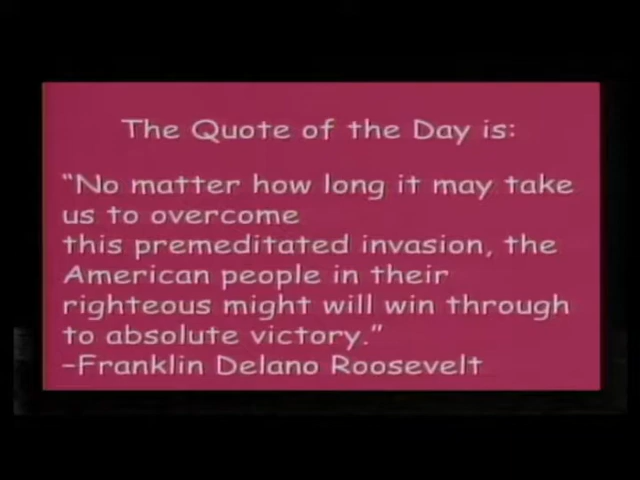 The Quote of the Day is:
“No matter how long it may take
us to overcome
this premeditated invasion, the
American people in their
righteous might will win through
to absolute victory.”
–Franklin Delano Roosevelt